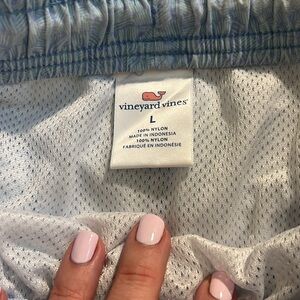 vineyard vines
L
100% NYLON
MADE IN INDONESIA
100% NYLON
FABRIQUÉ EN INDONÉSIE